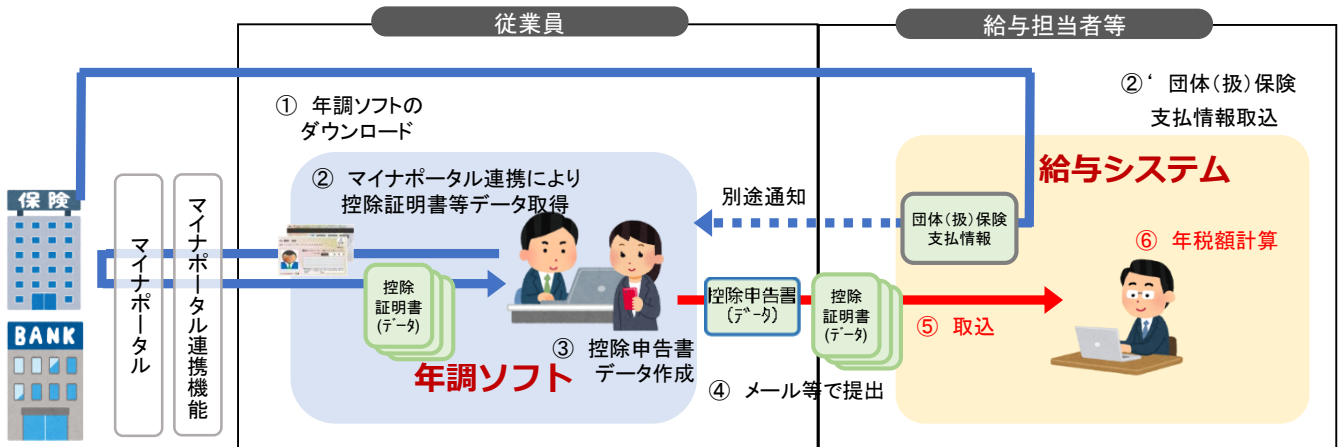 従業員
給与担当者等
① 年調ソフトの
ダウンロード
②‘ 団体(扱)保険
支払情報取込
② マイナポータル連携により
控除証明書等データ取得
給与システム
別途通知
団体(扱)保険
支払情報
保険
BANK
マイナポータル
マイナポータル連携機能
⑥ 年税額計算
控除
証明書
(ﾃﾞｰﾀ)
控除申告書
(ﾃﾞｰﾀ)
控除
証明書
(ﾃﾞｰﾀ)
⑤ 取込
③ 控除申告書
データ作成
年調ソフト
④ メール等で提出